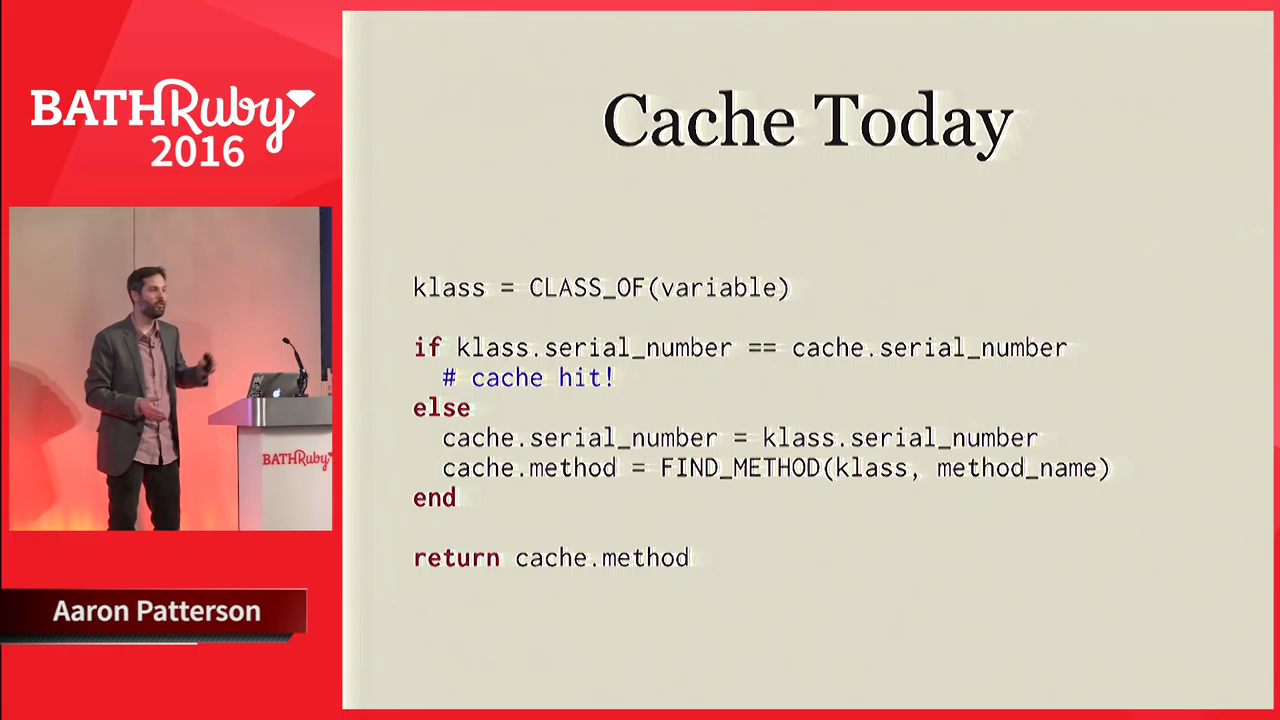 BATHRuby
2016
Cache Today
klass = CLASS_OF(variable)
if klass.serial_number == cache.serial_number
# cache hit!
else
cache.serial_number = klass.serial_number
cache.method = FIND_METHOD(klass, method_name)
end
return cache.method
BATHRuby
Aaron Patterson